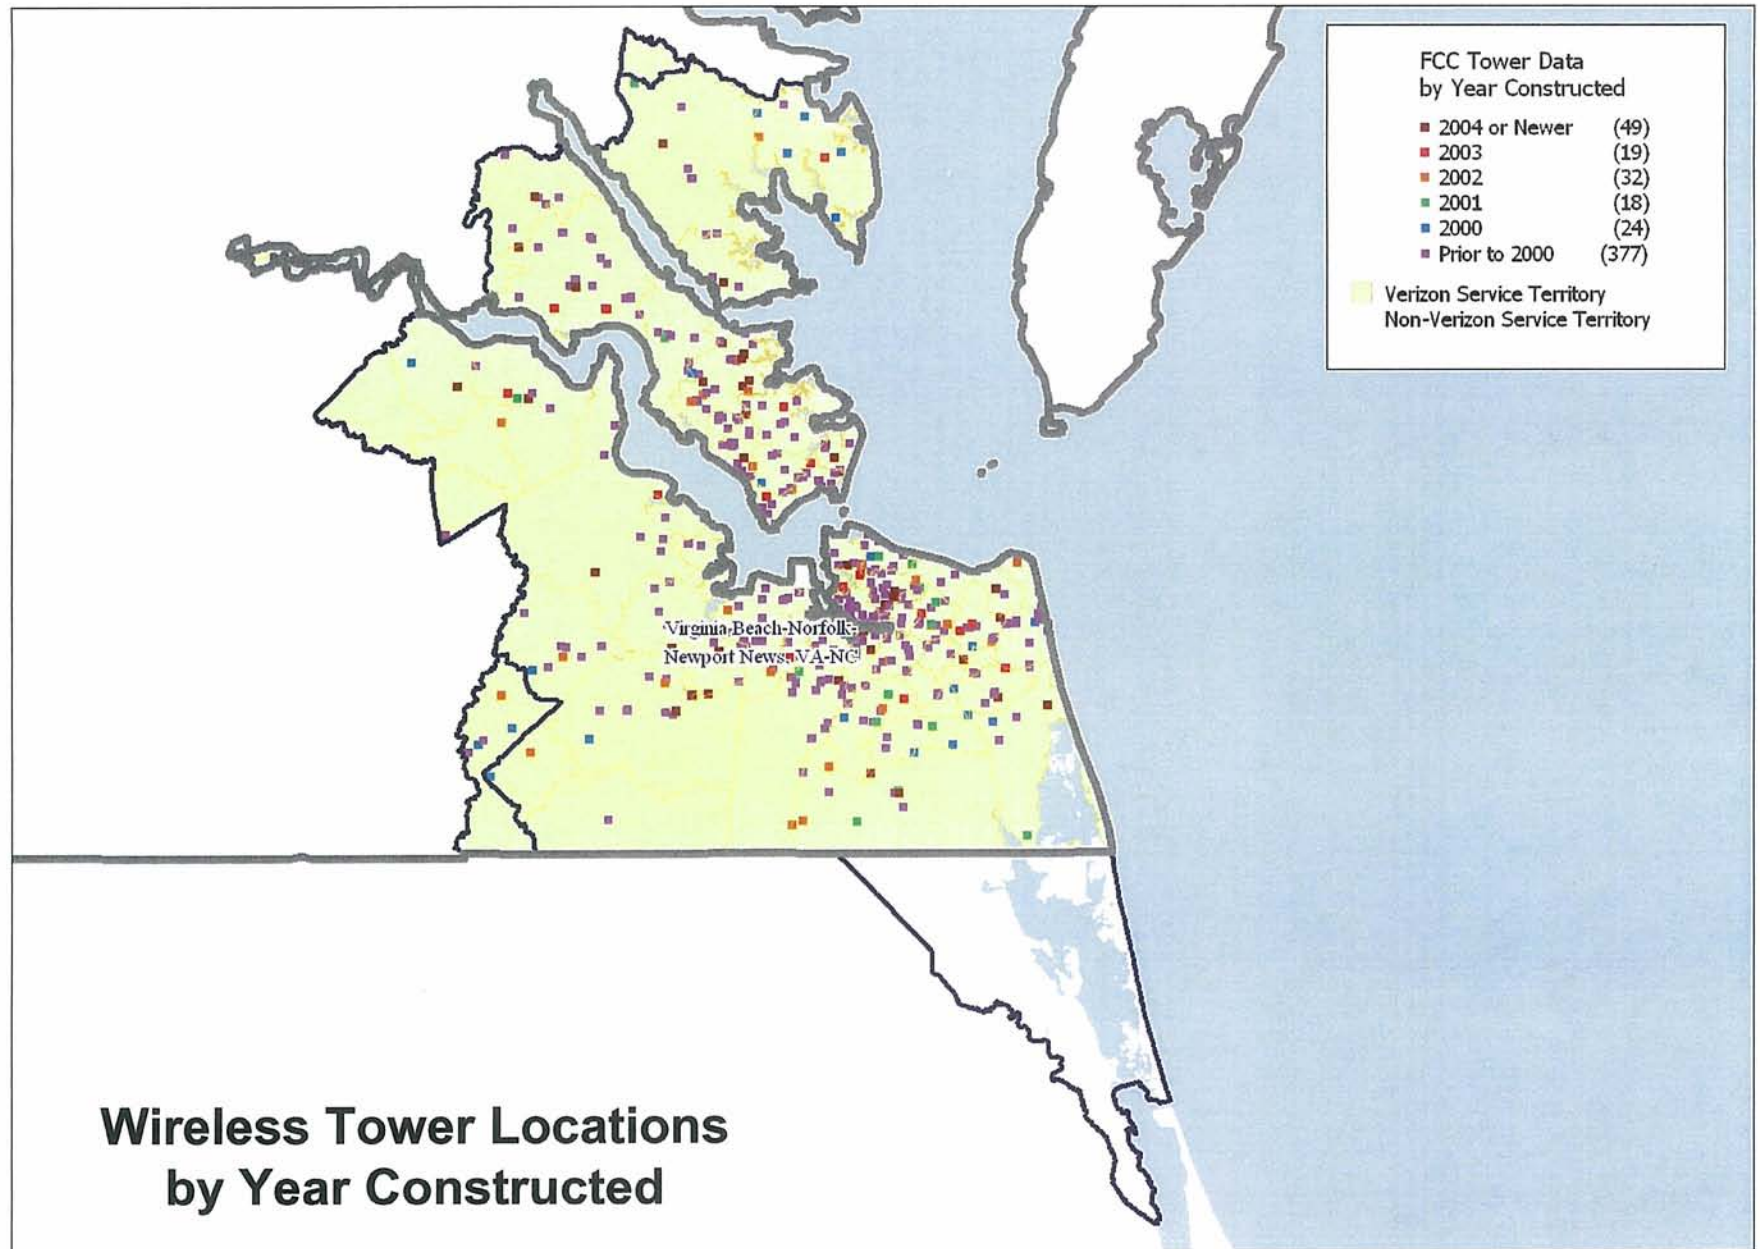 FCC Tower Data
by Year Constructed
2004 or Newer (49)
2003 (19)
2002 (32)
2001 (18)
2000 (24)
Prior to 2000 (377)
Verizon Service Territory
Non-Verizon Service Territory
Virginia Beach-Norfolk-
Newport News, VA-NC
Wireless Tower Locations
by Year Constructed